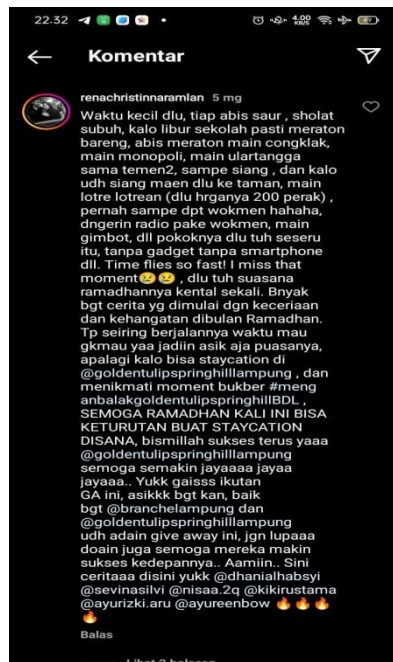 22.32
4.00
KB/S
Komentar
renachristinnaramlan 5 mg
Waktu kecil dlu, tiap abis saur , sholat
subuh, kalo libur sekolah pasti meraton
bareng, abis meraton main congklak,
main monopoli, main ulartangga
sama temen2, sampe siang , dan kalo
udh siang maen dlu ke taman, main
lotre lotrean (dlu hrganya 200 perak) ,
pernah sampe dpt wokmen hahaha,
dngerin radio pake wokmen, main
gimbot, dll pokoknya dlu tuh seseru
itu, tanpa gadget tanpa smartphone
dll. Time flies so fast! I miss that
moment😢😢 , dlu tuh suasana
ramadhannya kental sekali. Bnyak
bgt cerita yg dimulai dgn keceriaan
dan kehangatan dibulan Ramadhan.
Tp seiring berjalannya waktu mau
gkmau yaa jadiin asik aja puasanya,
apalagi kalo bisa staycation di
@goldentulipspringhilllampung , dan
menikmati moment bukber #meng
anbalakgoldentulipspringhillBDL ,
SEMOGA RAMADHAN KALI INI BISA
KETURUTAN BUAT STAYCATION
DISANA, bismillah sukses terus yaaa
@goldentulipspringhilllampung
semoga semakin jayaaaa jayaa
jayaaa.. Yukk gaisss ikutan
GA ini, asikkk bgt kan, baik
bgt @branchelampung dan
@goldentulipspringhilllampung
udh adain give away ini, jgn lupaaa
doain juga semoga mereka makin
sukses kedepannya.. Aamiin.. Sini
ceritaaa disini yukk @dhanialhabsyi
@sevinasilvi @nisaa.2q @kikirustama
@ayurizki.aru @ayureenbow 🔥🔥🔥
🔥
Balas